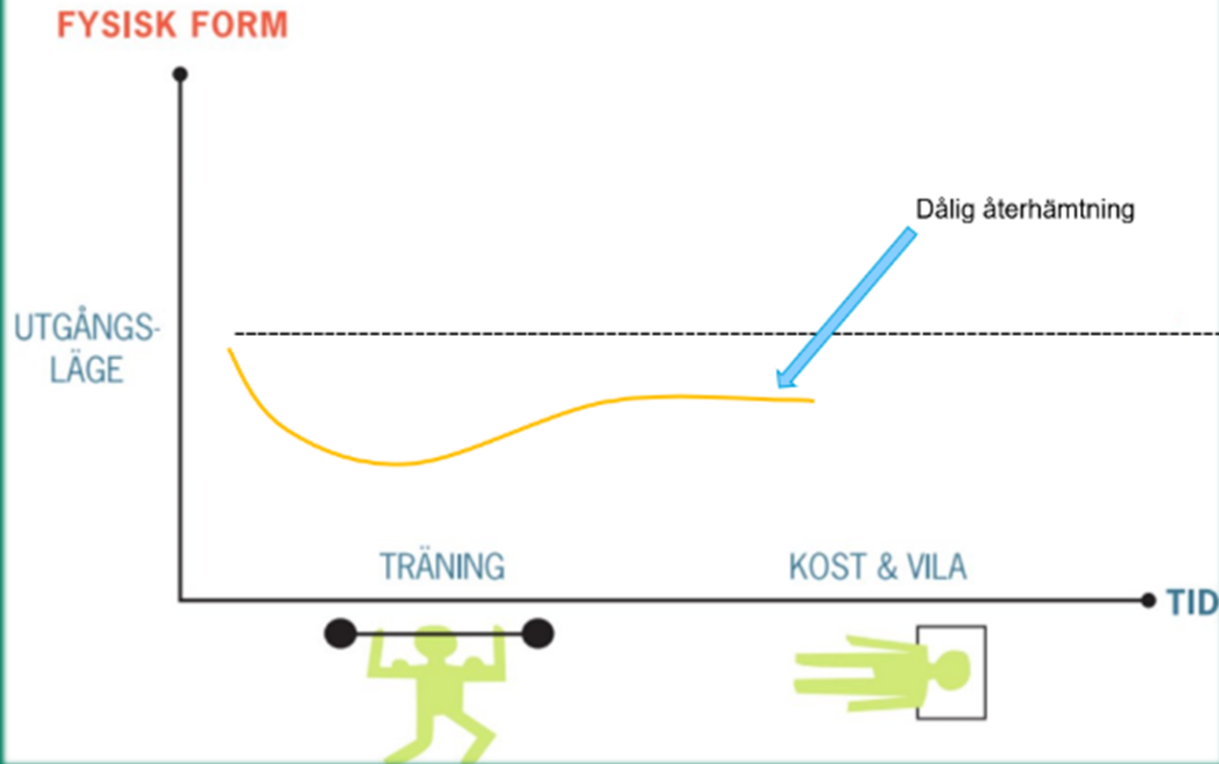 FYSISK FORM
Dålig återhämtning
UTGÅNGS-
LÄGE
TRÄNING
KOST & VILA
TID